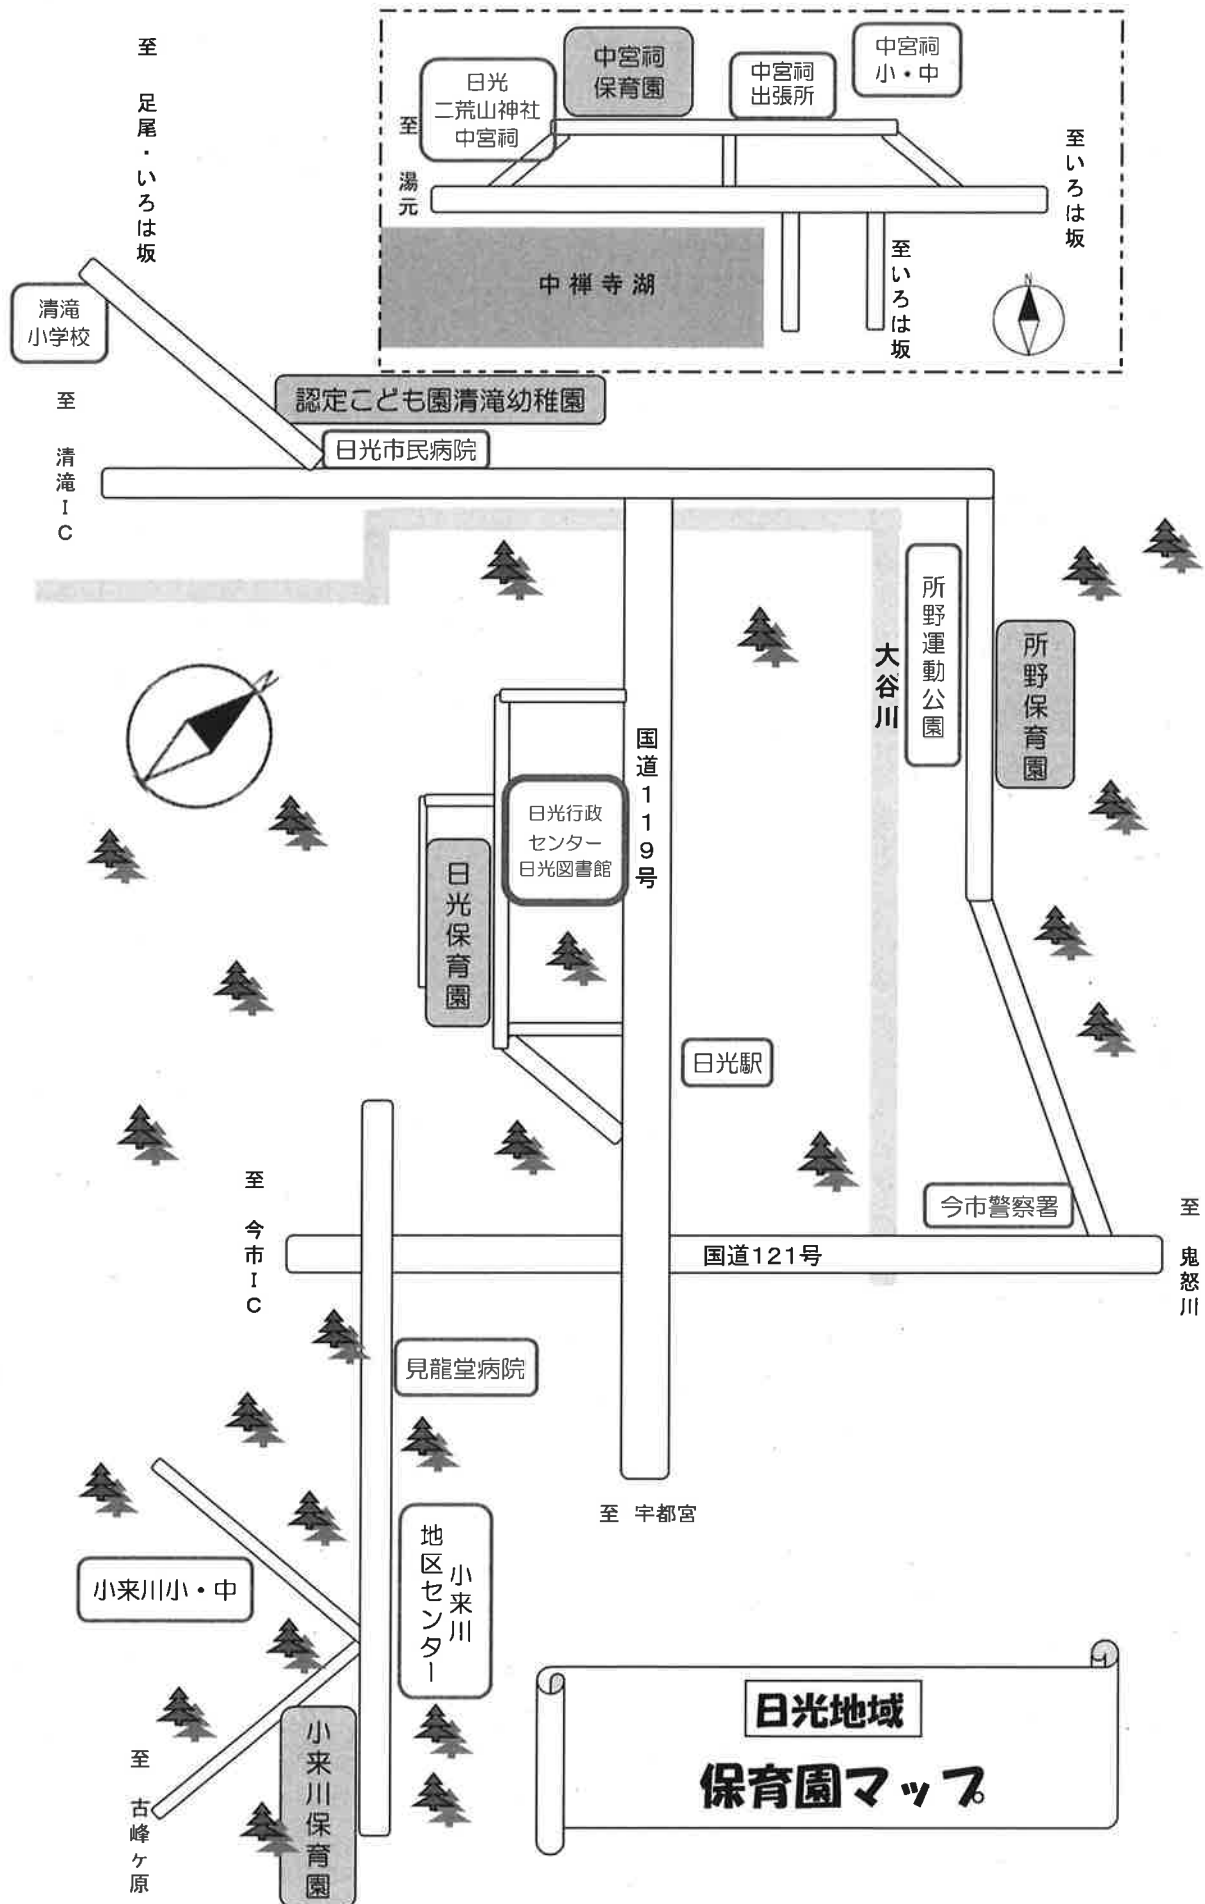 至 足尾・いろは坂
日光
二荒山神社
中宮祠
中宮祠
保育園
中宮祠
出張所
中宮祠
小・中
至 湯元
至いろは坂
至いろは坂
中禅寺湖
N
清滝
小学校
認定こども園清滝幼稚園
日光市民病院
至 清滝IC
所野運動公園
所野保育園
大谷川
国道119号
日光行政
センター
日光図書館
日光保育園
日光駅
今市警察署
至 今市IC
国道121号
至 鬼怒川
見龍堂病院
至 宇都宮
小来川
地区センター
小来川小・中
小来川保育園
至 古峰ヶ原
日光地域
保育園マップ